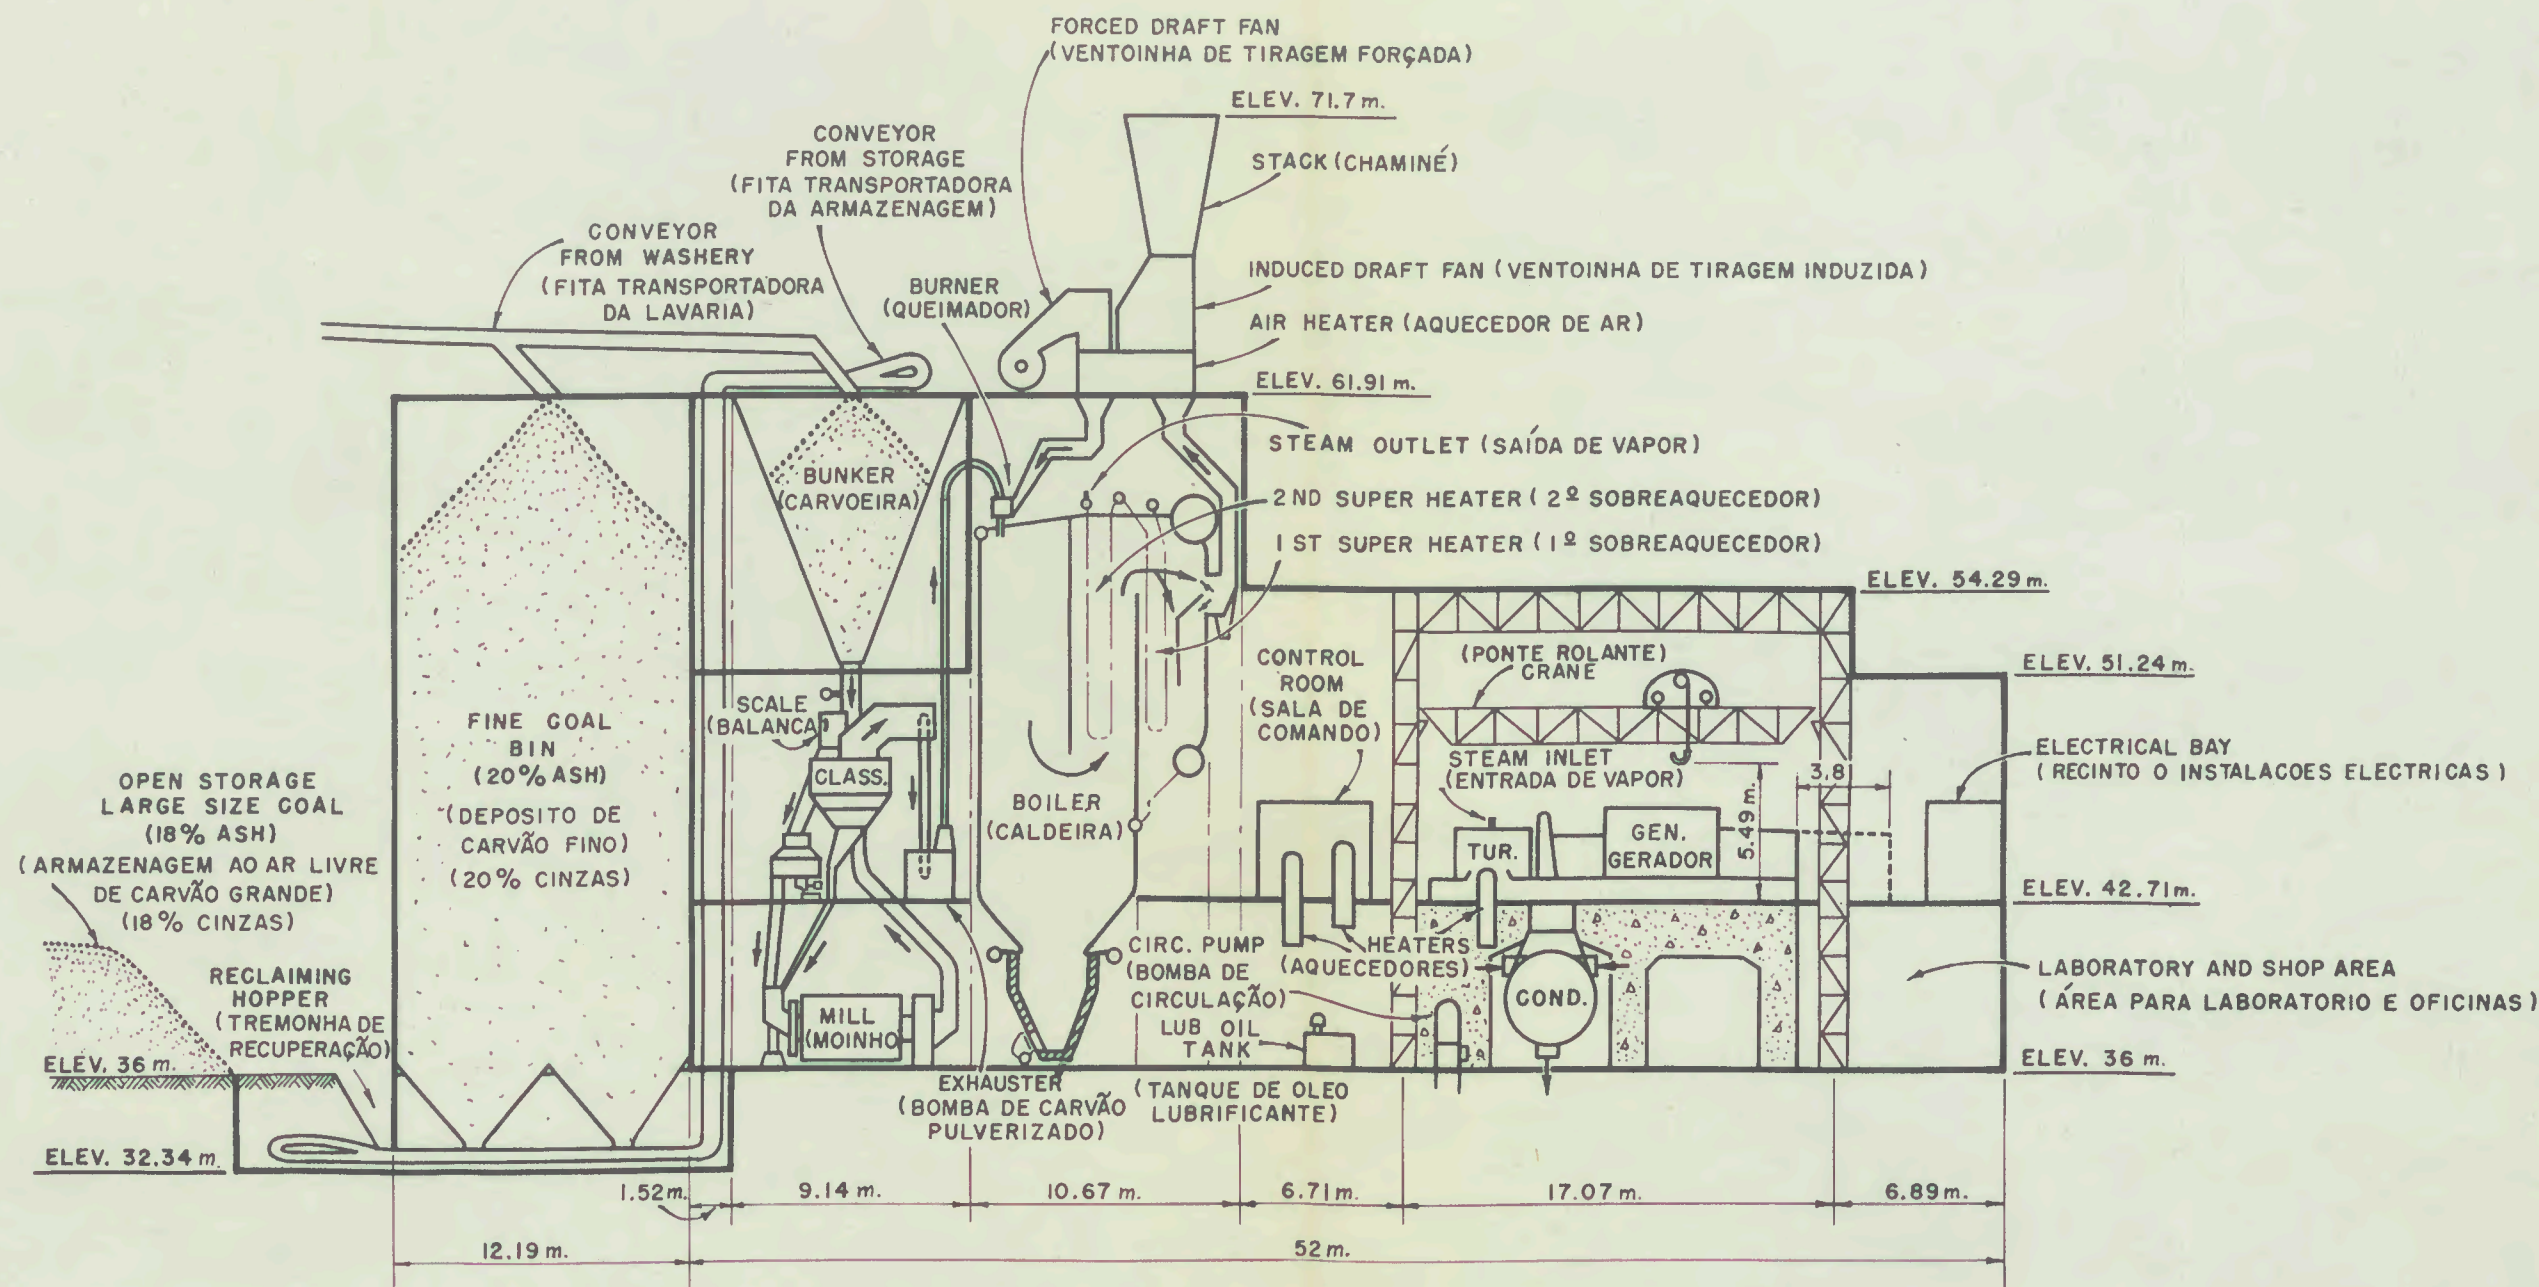 FORCED DRAFT FAN
(VENTOINHA DE TIRAGEM FORÇADA)
ELEV. 71.7 m.
CONVEYOR
FROM STORAGE
(FITA TRANSPORTADORA
DA ARMAZENAGEM)
STACK (CHAMINÉ)
CONVEYOR
FROM WASHERY
(FITA TRANSPORTADORA
DA LAVARIA)
BURNER
(QUEIMADOR)
INDUCED DRAFT FAN (VENTOINHA DE TIRAGEM INDUZIDA)
AIR HEATER (AQUECEDOR DE AR)
ELEV. 61.91 m.
STEAM OUTLET (SAÍDA DE VAPOR)
BUNKER
(CARVOEIRA)
2ND SUPER HEATER (2º SOBREAQUECEDOR)
1 ST SUPER HEATER (1º SOBREAQUECEDOR)
ELEV. 54.29 m.
CONTROL
ROOM
(SALA DE
COMANDO)
(PONTE ROLANTE)
CRANE
ELEV. 51.24 m.
SCALE
(BALANCA)
FINE COAL
BIN
(20% ASH)
(DEPOSITO DE
CARVÃO FINO)
(20% CINZAS)
CLASS.
STEAM INLET
(ENTRADA DE VAPOR)
3,8
5.49 m.
ELECTRICAL BAY
(RECINTO O INSTALACOES ELECTRICAS)
OPEN STORAGE
LARGE SIZE COAL
(18% ASH)
(ARMAZENAGEM AO AR LIVRE
DE CARVÃO GRANDE)
(18% CINZAS)
BOILER
(CALDEIRA)
TUR.
GEN.
GERADOR
ELEV. 42.71 m.
RECLAIMING
HOPPER
(TREMONHA DE
RECUPERAÇÃO)
CIRC. PUMP
(BOMBA DE
CIRCULAÇÃO)
HEATERS
(AQUECEDORES)
COND.
LABORATORY AND SHOP AREA
(ÁREA PARA LABORATORIO E OFICINAS)
MILL
(MOINHO
LUB OIL
TANK
(TANQUE DE OLEO
LUBRIFICANTE)
ELEV. 36 m.
ELEV. 36 m.
EXHAUSTER
(BOMBA DE CARVÃO
PULVERIZADO)
ELEV. 32.34 m.
1.52 m.
9.14 m.
10.67 m.
6.71 m.
17.07 m.
6.89 m.
12.19 m.
52 m.